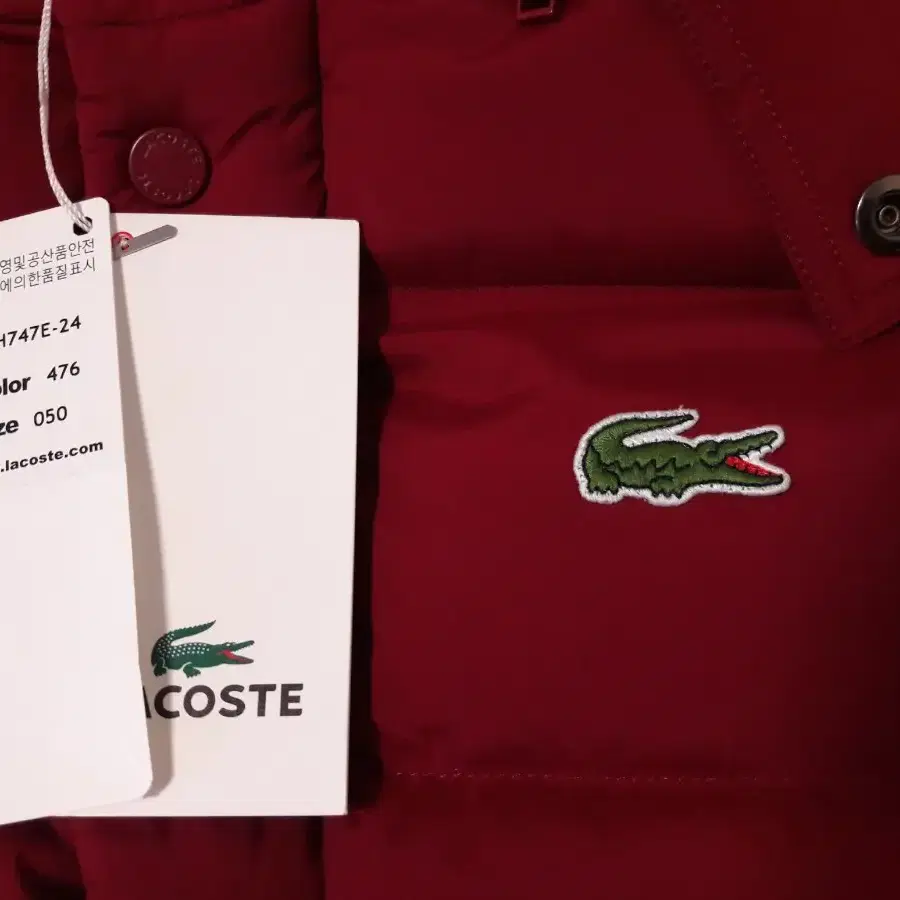 LACOSTE
영및공산품안전
에의한품질표시
H747E-24
olor 476
ze 050
.lacoste.com
ACOSTE